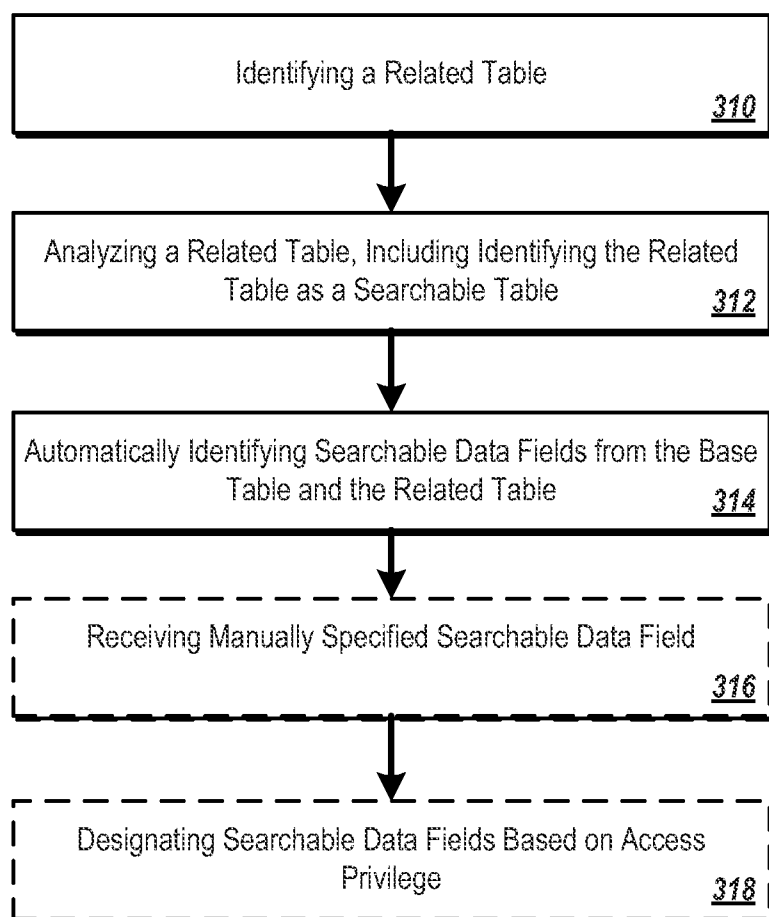 Identifying a Related Table
310
Analyzing a Related Table, Including Identifying the Related
Table as a Searchable Table
312
Automatically Identifying Searchable Data Fields from the Base
Table and the Related Table
314
Receiving Manually Specified Searchable Data Field
316
Designating Searchable Data Fields Based on Access
Privilege
318